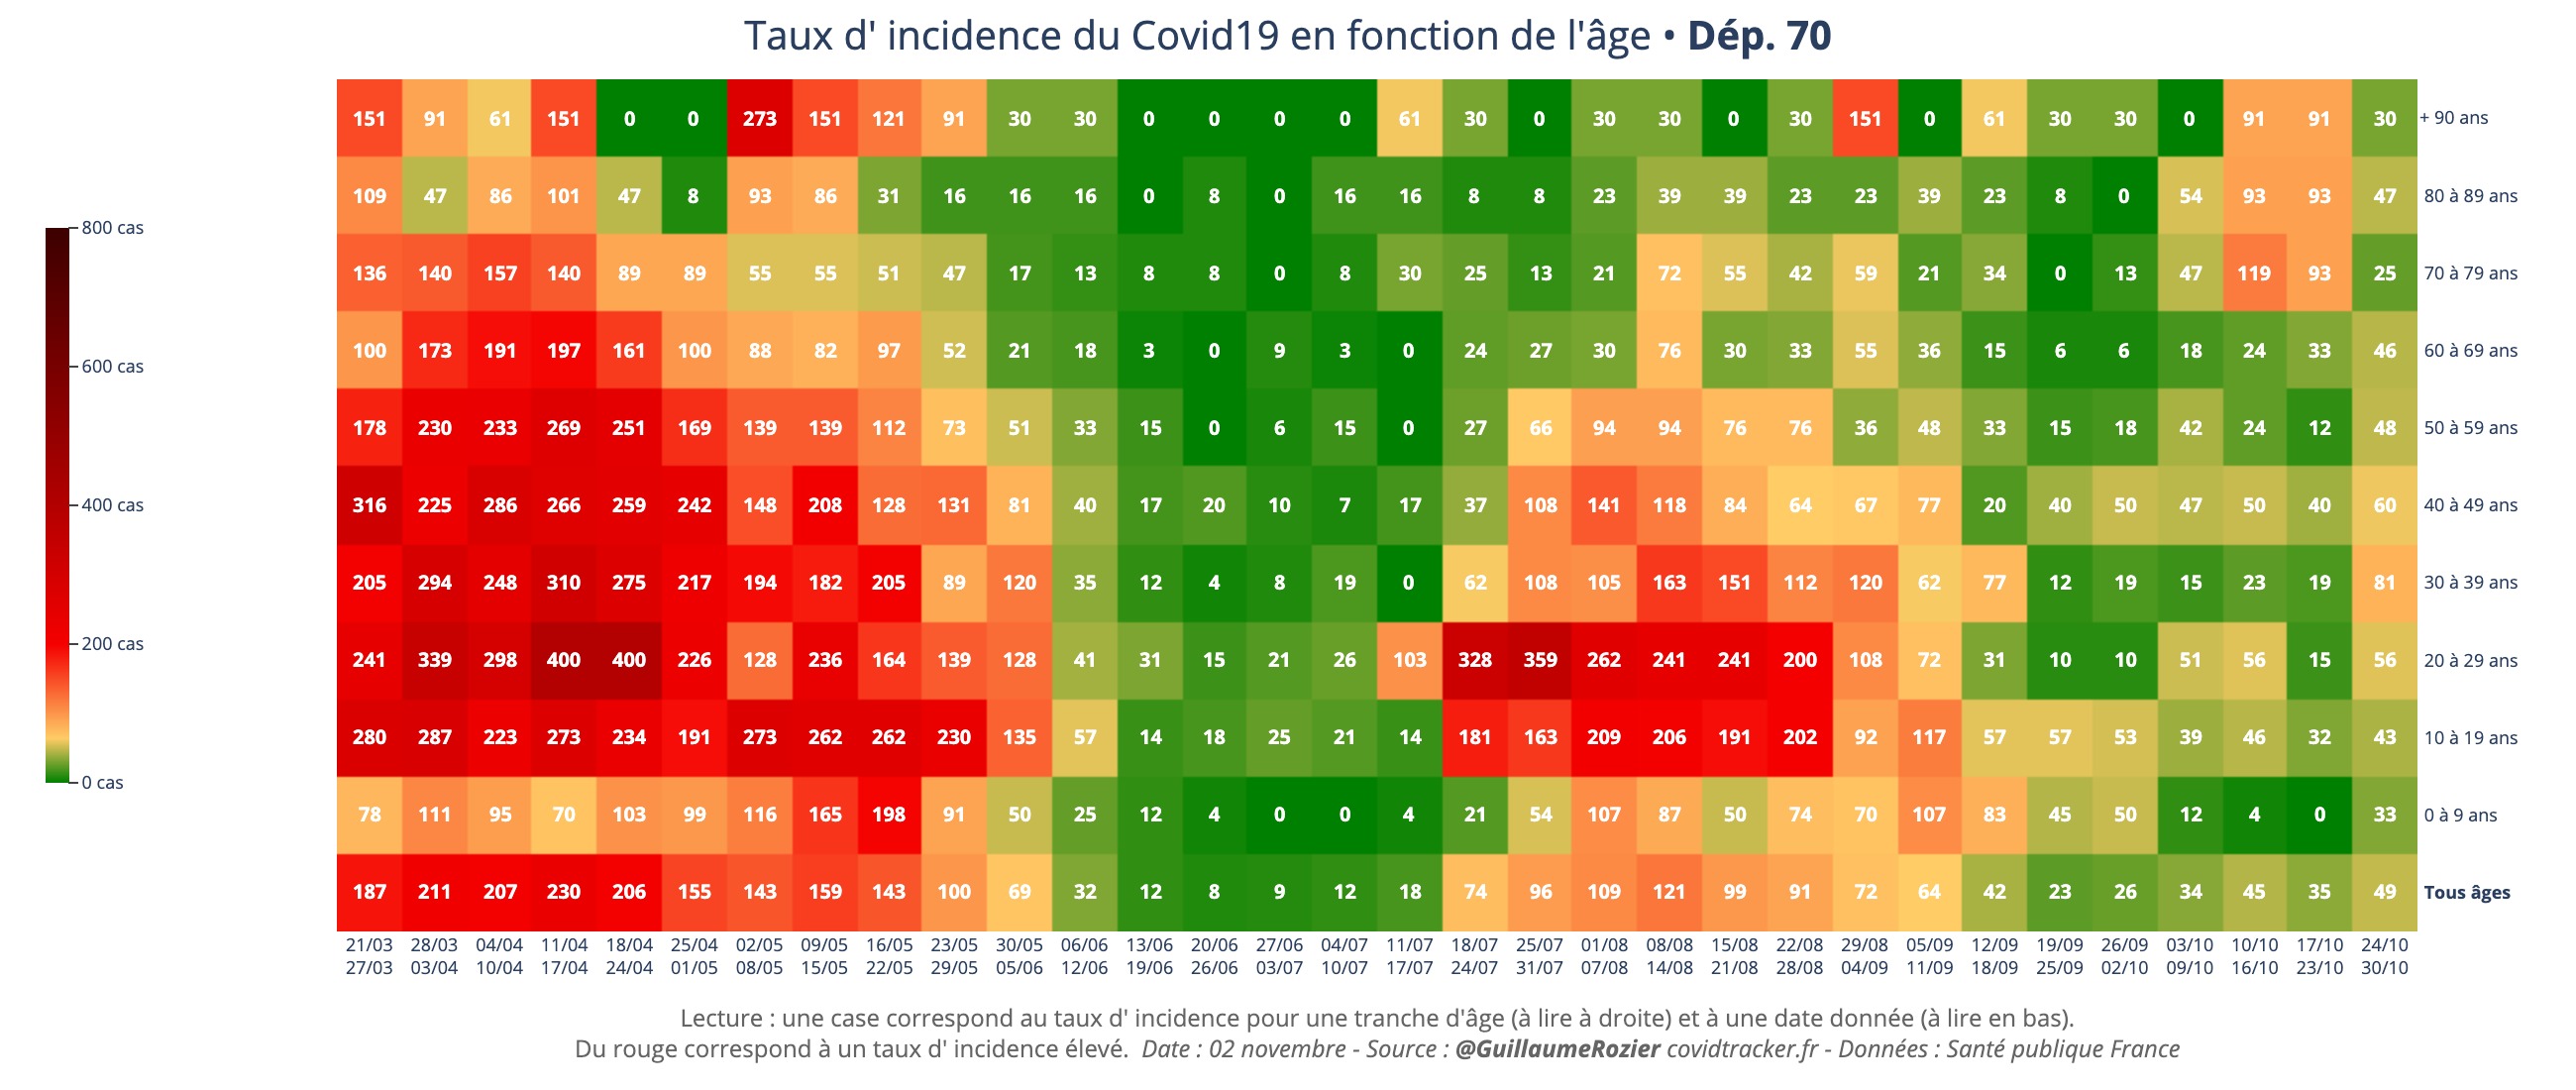 Taux d' incidence du Covid19 en fonction de l'âge • Dép. 70
151 91 61 151 0 0 273 151 121 91 30 30 0 0 0 0 61 30 0 30 30 0 30 151 0 61 30 30 0 91 91 30 + 90 ans
109 47 86 101 47 8 93 86 31 16 16 16 0 8 0 16 16 8 8 23 39 39 23 23 39 23 8 0 54 93 93 47 80 à 89 ans
136 140 157 140 89 89 55 55 51 47 17 13 8 8 0 8 30 25 13 21 72 55 42 59 21 34 0 13 47 119 93 25 70 à 79 ans
100 173 191 197 161 100 88 82 97 52 21 18 3 0 9 3 0 24 27 30 76 30 33 55 36 15 6 6 18 24 33 46 60 à 69 ans
178 230 233 269 251 169 139 139 112 73 51 33 15 0 6 15 0 27 66 94 94 76 76 36 48 33 15 18 42 24 12 48 50 à 59 ans
316 225 286 266 259 242 148 208 128 131 81 40 17 20 10 7 17 37 108 141 118 84 64 67 77 20 40 50 47 50 40 60 40 à 49 ans
205 294 248 310 275 217 194 182 205 89 120 35 12 4 8 19 0 62 108 105 163 151 112 120 62 77 12 19 15 23 19 81 30 à 39 ans
241 339 298 400 400 226 128 236 164 139 128 41 31 15 21 26 103 328 359 262 241 241 200 108 72 31 10 10 51 56 15 56 20 à 29 ans
280 287 223 273 234 191 273 262 262 230 135 57 14 18 25 21 14 181 163 209 206 191 202 92 117 57 57 53 39 46 32 43 10 à 19 ans
78 111 95 70 103 99 116 165 198 91 50 25 12 4 0 0 4 21 54 107 87 50 74 70 107 83 45 50 12 4 0 33 0 à 9 ans
187 211 207 230 206 155 143 159 143 100 69 32 12 8 9 12 18 74 96 109 121 99 91 72 64 42 23 26 34 45 35 49 Tous âges
21/03 28/03 04/04 11/04 18/04 25/04 02/05 09/05 16/05 23/05 30/05 06/06 13/06 20/06 27/06 04/07 11/07 18/07 25/07 01/08 08/08 15/08 22/08 29/08 05/09 12/09 19/09 26/09 03/10 10/10 17/10 24/10
27/03 03/04 10/04 17/04 24/04 01/05 08/05 15/05 22/05 29/05 05/06 12/06 19/06 26/06 03/07 10/07 17/07 24/07 31/07 07/08 14/08 21/08 28/08 04/09 11/09 18/09 25/09 02/10 09/10 16/10 23/10 30/10
800 cas
600 cas
400 cas
200 cas
0 cas
Lecture : une case correspond au taux d' incidence pour une tranche d'âge (à lire à droite) et à une date donnée (à lire en bas).
Du rouge correspond à un taux d' incidence élevé. Date : 02 novembre - Source : @GuillaumeRozier covidtracker.fr - Données : Santé publique France